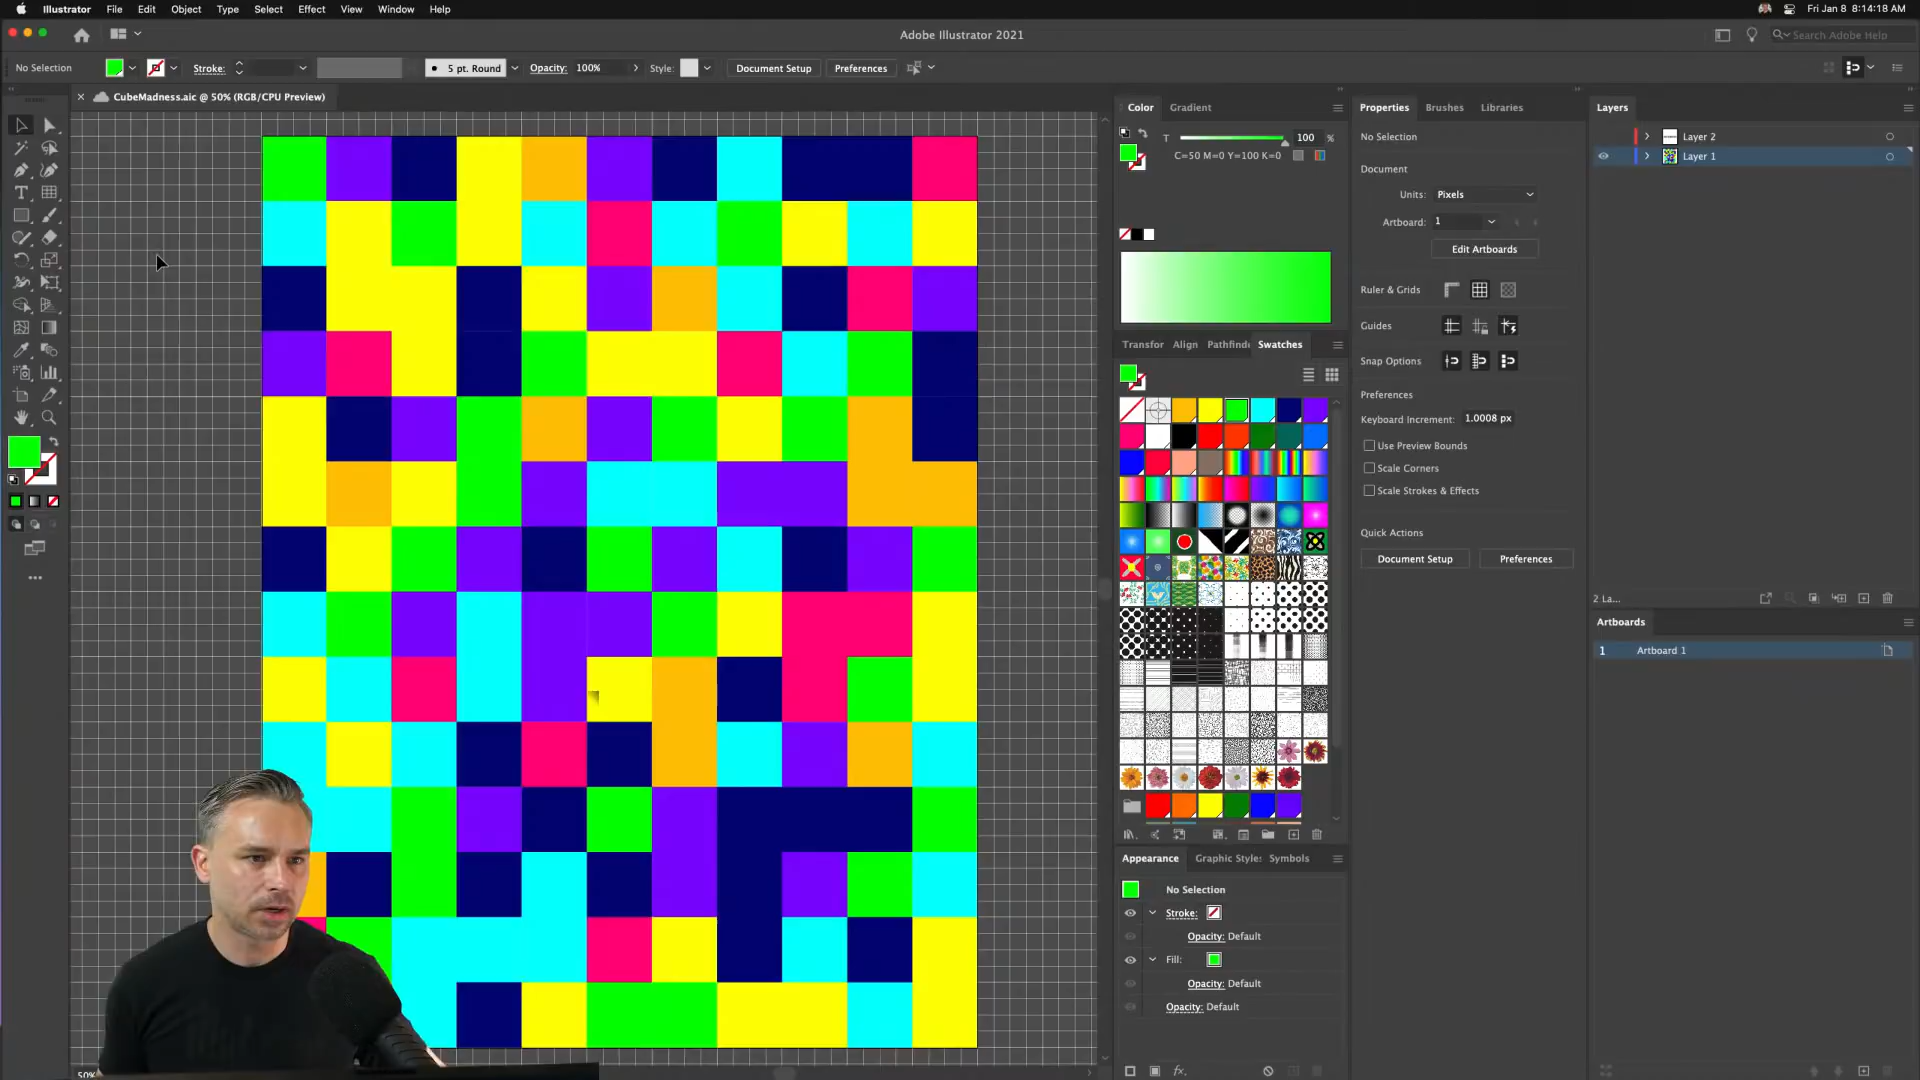 Illustrator File Edit Object Type Select Effect View Window Help
Fri Jan 8 8:14:18 AM
Adobe Illustrator 2021
Search Adobe Help
No Selection
Stroke:
5 pt. Round
Opacity: 100%
Style:
Document Setup
Preferences
CubeMadness.aic @ 50% (RGB/CPU Preview)
Color Gradient
T 100 %
C=50 M=0 Y=100 K=0
Transfor Align Pathfind Swatches
Appearance Graphic Style: Symbols
No Selection
Stroke:
Opacity: Default
Fill:
Opacity: Default
Opacity: Default
fx.
Properties Brushes Libraries
No Selection
Document
Units: Pixels
Artboard: 1
Edit Artboards
Ruler & Grids
Guides
Snap Options
Preferences
Keyboard Increment: 1.0008 px
Use Preview Bounds
Scale Corners
Scale Strokes & Effects
Quick Actions
Document Setup
Preferences
Layers
Layer 2
Layer 1
2 La...
Artboards
1 Artboard 1
50%